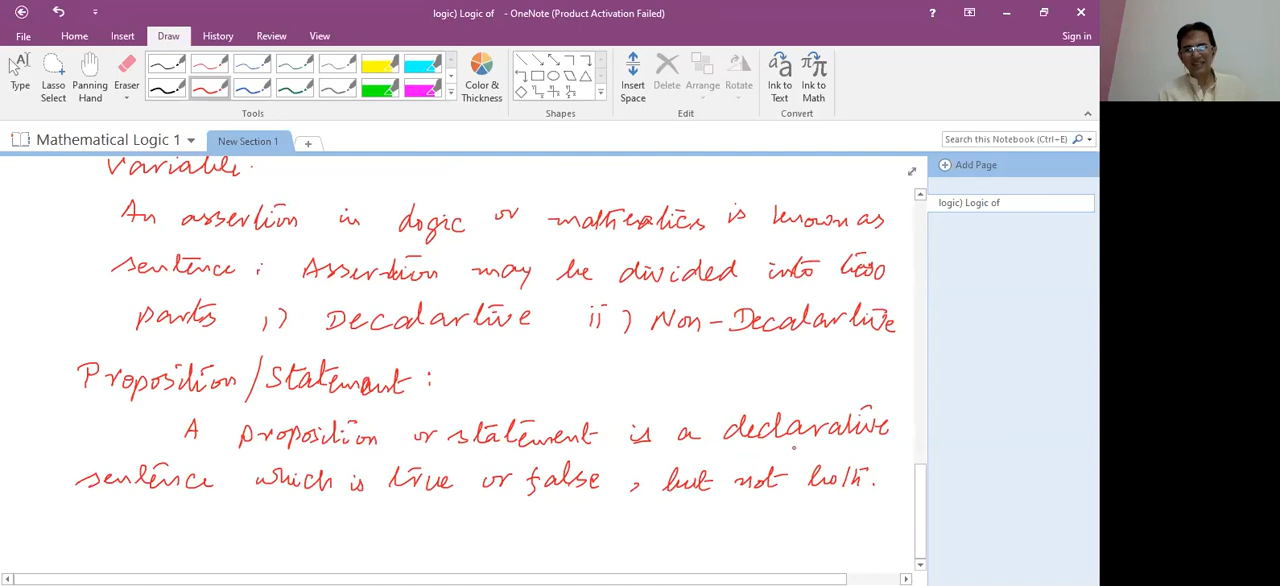 logic) Logic of - OneNote (Product Activation Failed)
File Home Insert Draw History Review View Sign in
Type Lasso Select Panning Hand Eraser Color & Thickness Insert Space Delete Arrange Rotate Ink to Text Ink to Math
Tools Shapes Edit Convert
Mathematical Logic 1 New Section 1 Search this Notebook (Ctrl+E)
Add Page
logic) Logic of
Variable:
An assertion in logic or mathematics is known as
sentence. Assertion may be divided into two
parts i) Decalartive ii) Non-Decalartive
Proposition/Statement:
A proposition or statement is a declarative
sentence which is true or false, but not both.